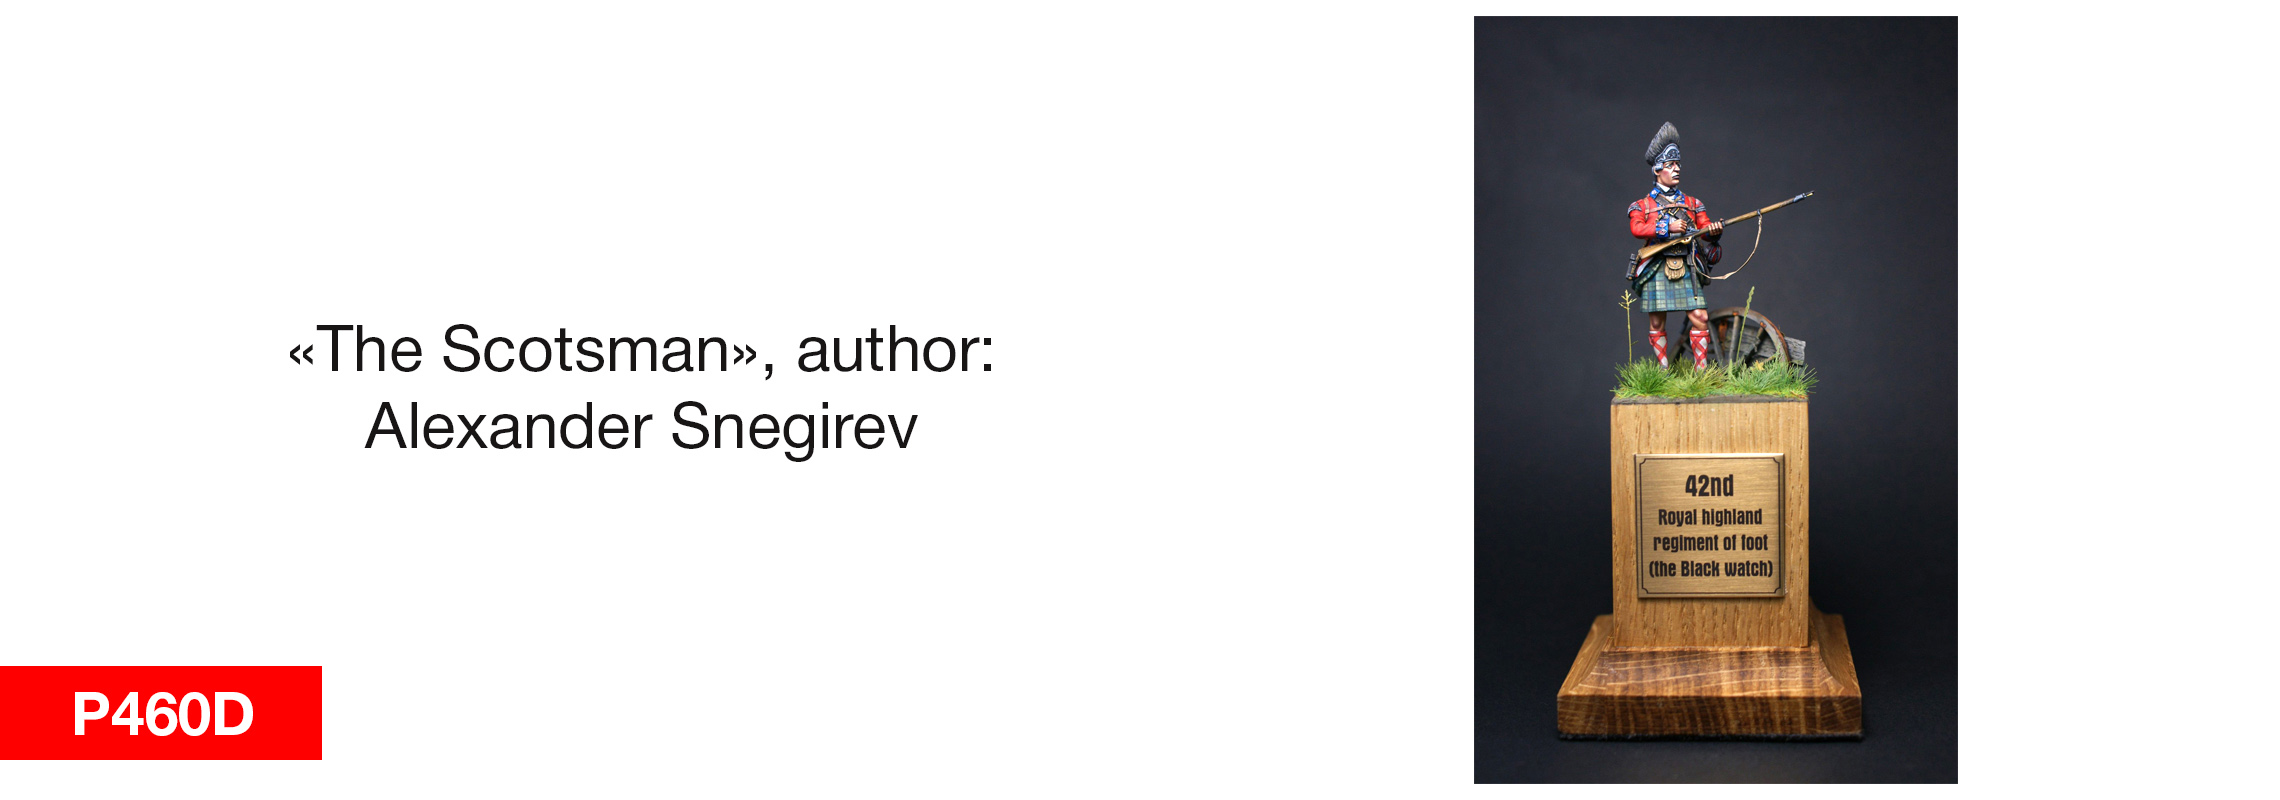 «The Scotsman», author:
Alexander Snegirev
P460D
42nd
Royal highland
regiment of foot
(the Black watch)